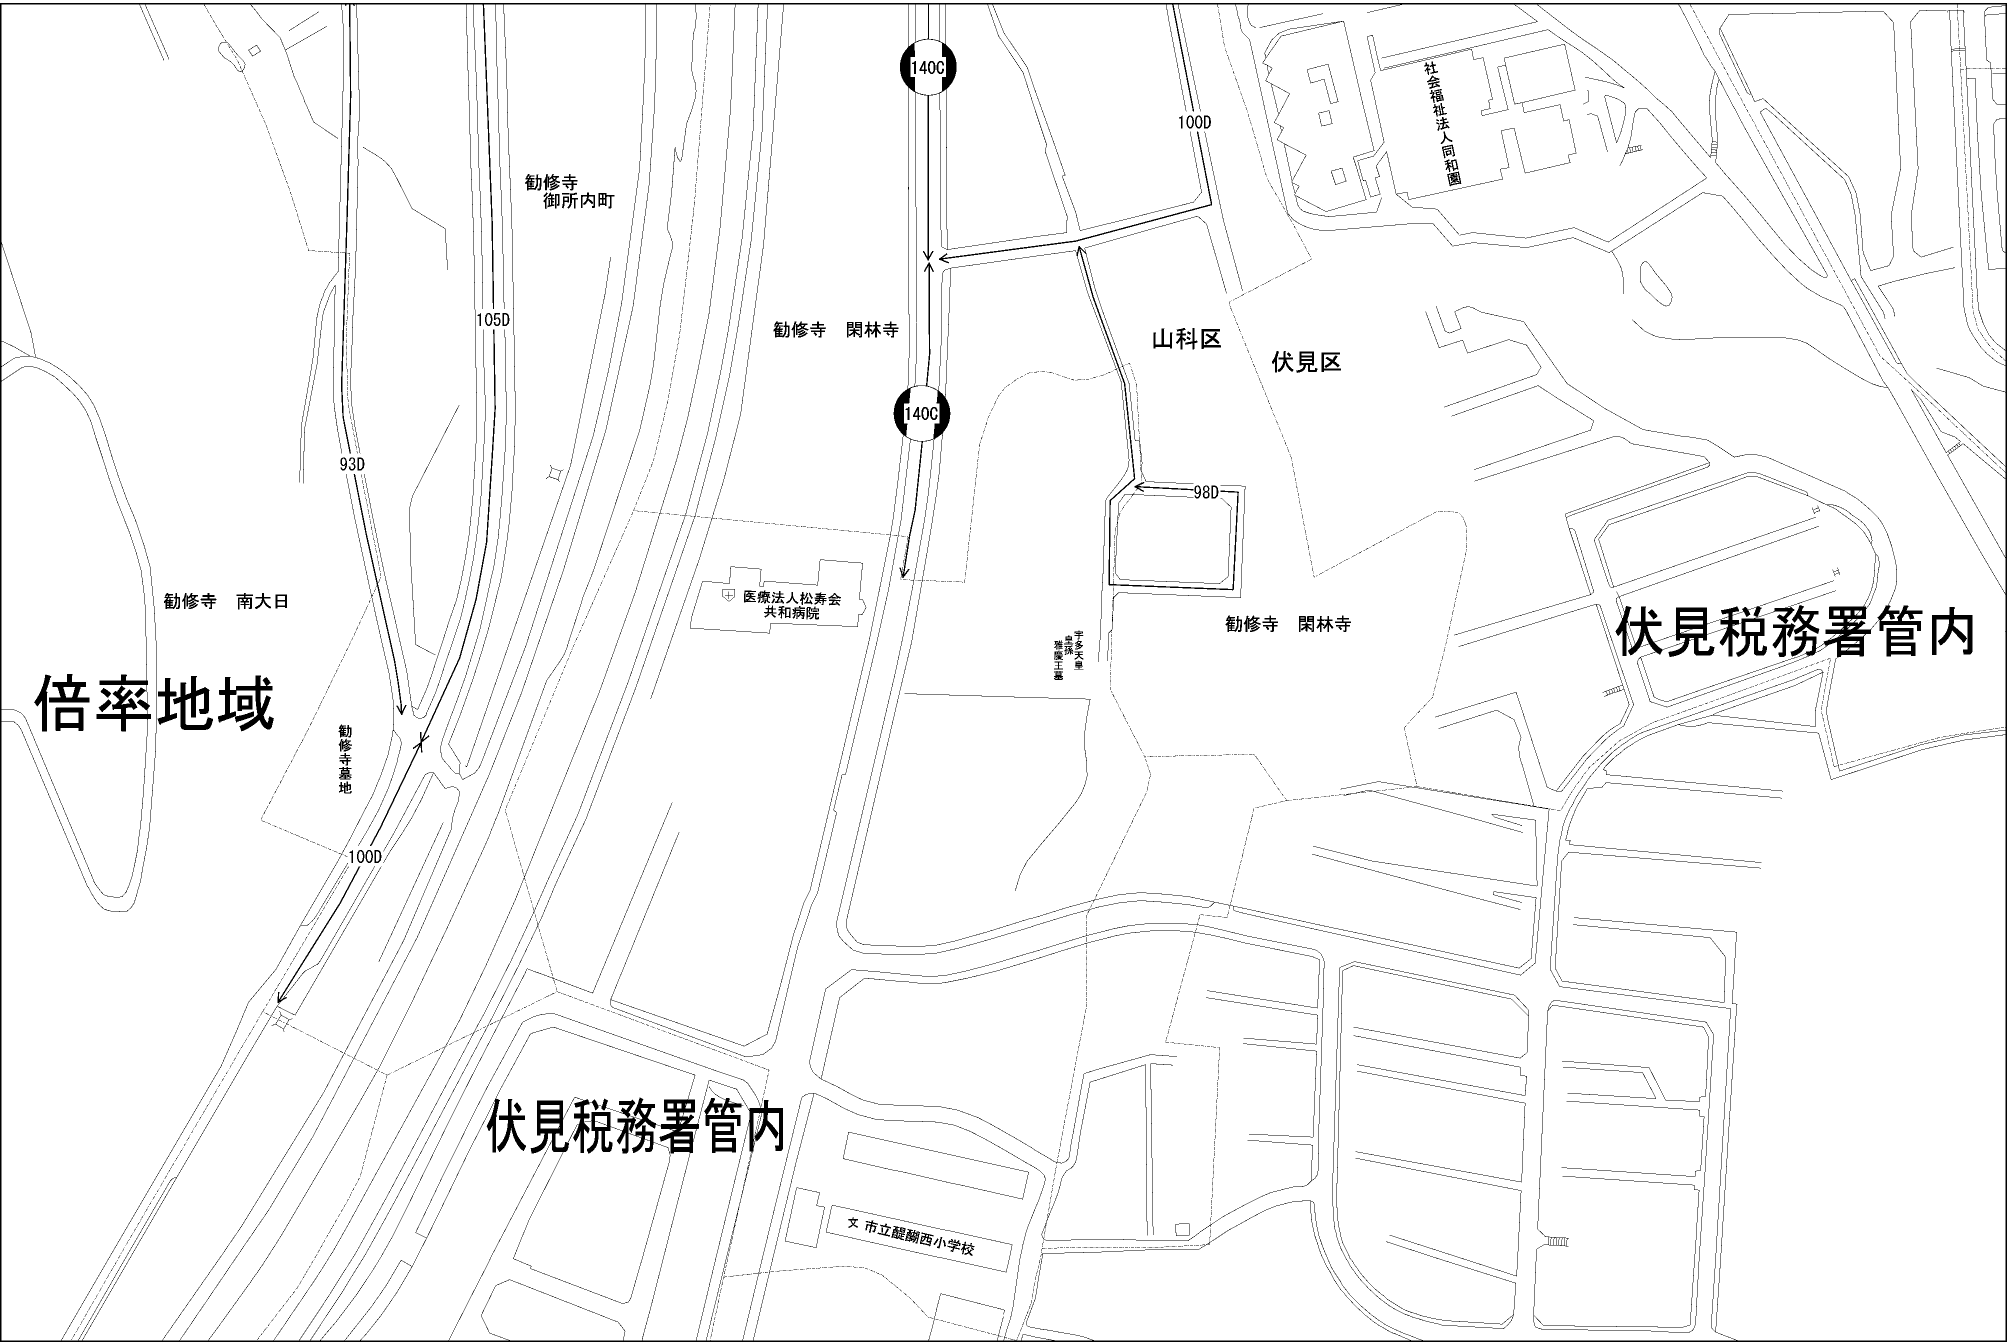 140C
社会福祉法人同和園
100D
勧修寺
御所内町
105D
勧修寺　閑林寺
山科区
伏見区
140C
93D
98D
医療法人松寿会
共和病院
勧修寺　南大日
宇多天皇
皇孫
雅慶王墓
勧修寺　閑林寺
伏見税務署管内
倍率地域
勧修寺墓地
100D
伏見税務署管内
文 市立醍醐西小学校